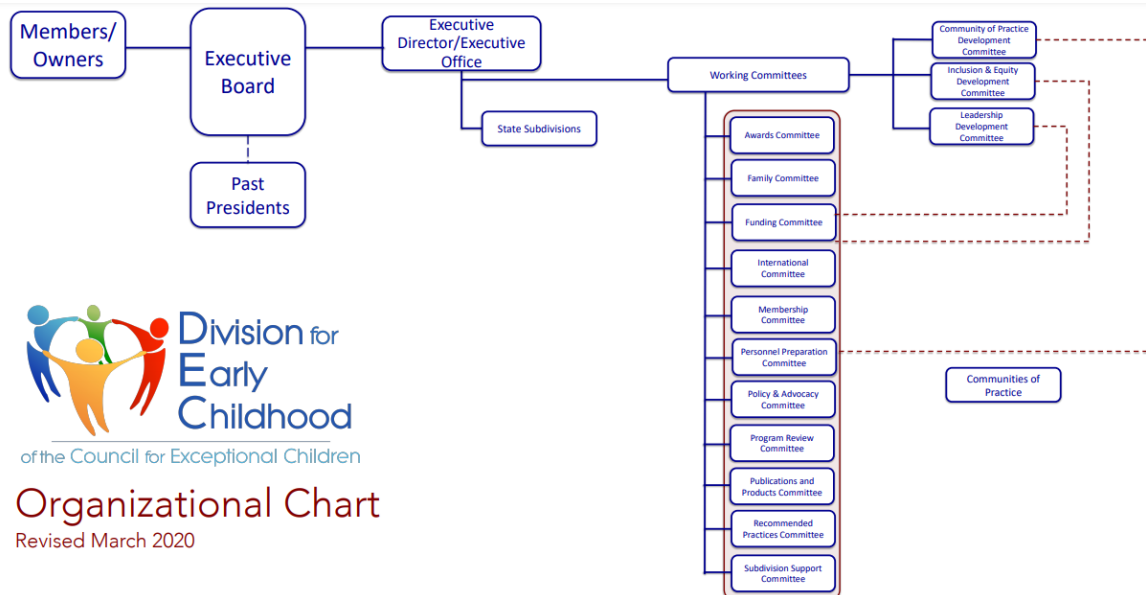 Members/
Owners
Executive
Board
Past
Presidents
Executive
Director/Executive
Office
State Subdivisions
Working Committees
Community of Practice
Development
Committee
Inclusion & Equity
Development
Committee
Leadership
Development
Committee
Awards Committee
Family Committee
Funding Committee
International
Committee
Membership
Committee
Personnel Preparation
Committee
Policy & Advocacy
Committee
Program Review
Committee
Publications and
Products Committee
Recommended
Practices Committee
Subdivision Support
Committee
Communities of
Practice
Division for
Early
Childhood
of the Council for Exceptional Children
Organizational Chart
Revised March 2020